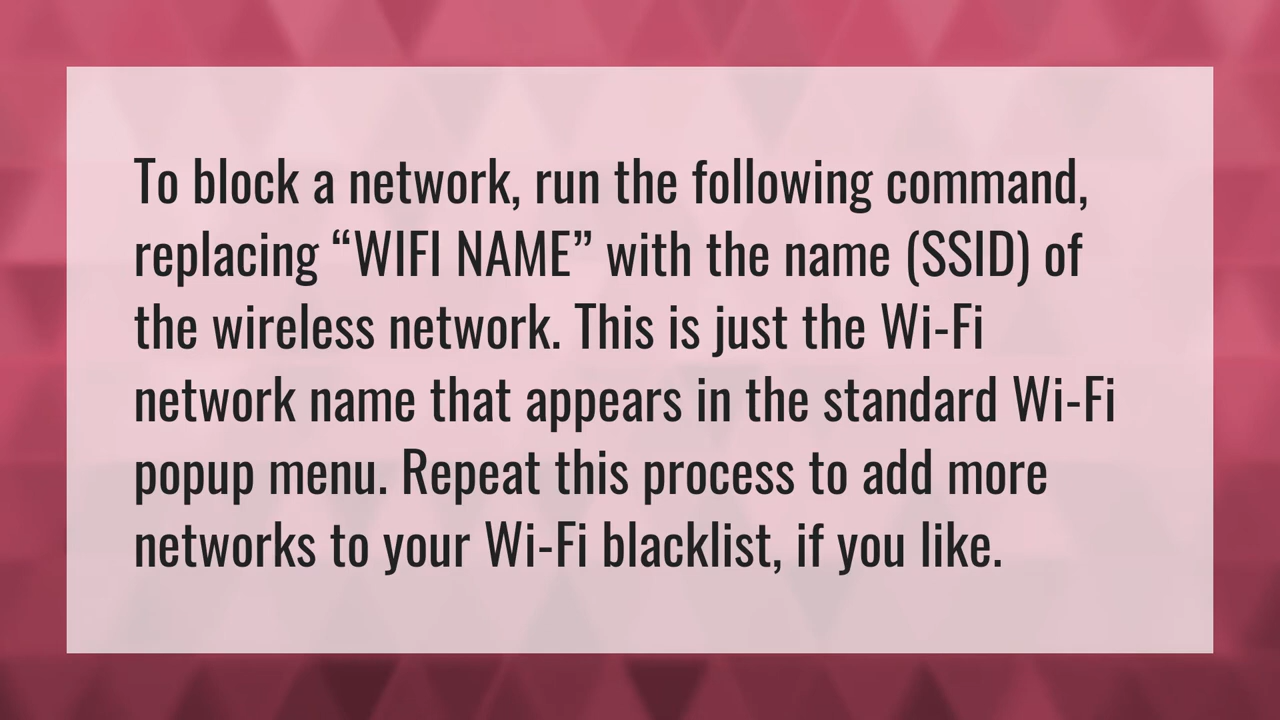 To block a network, run the following command,
replacing “WIFI NAME” with the name (SSID) of
the wireless network. This is just the Wi-Fi
network name that appears in the standard Wi-Fi
popup menu. Repeat this process to add more
networks to your Wi-Fi blacklist, if you like.